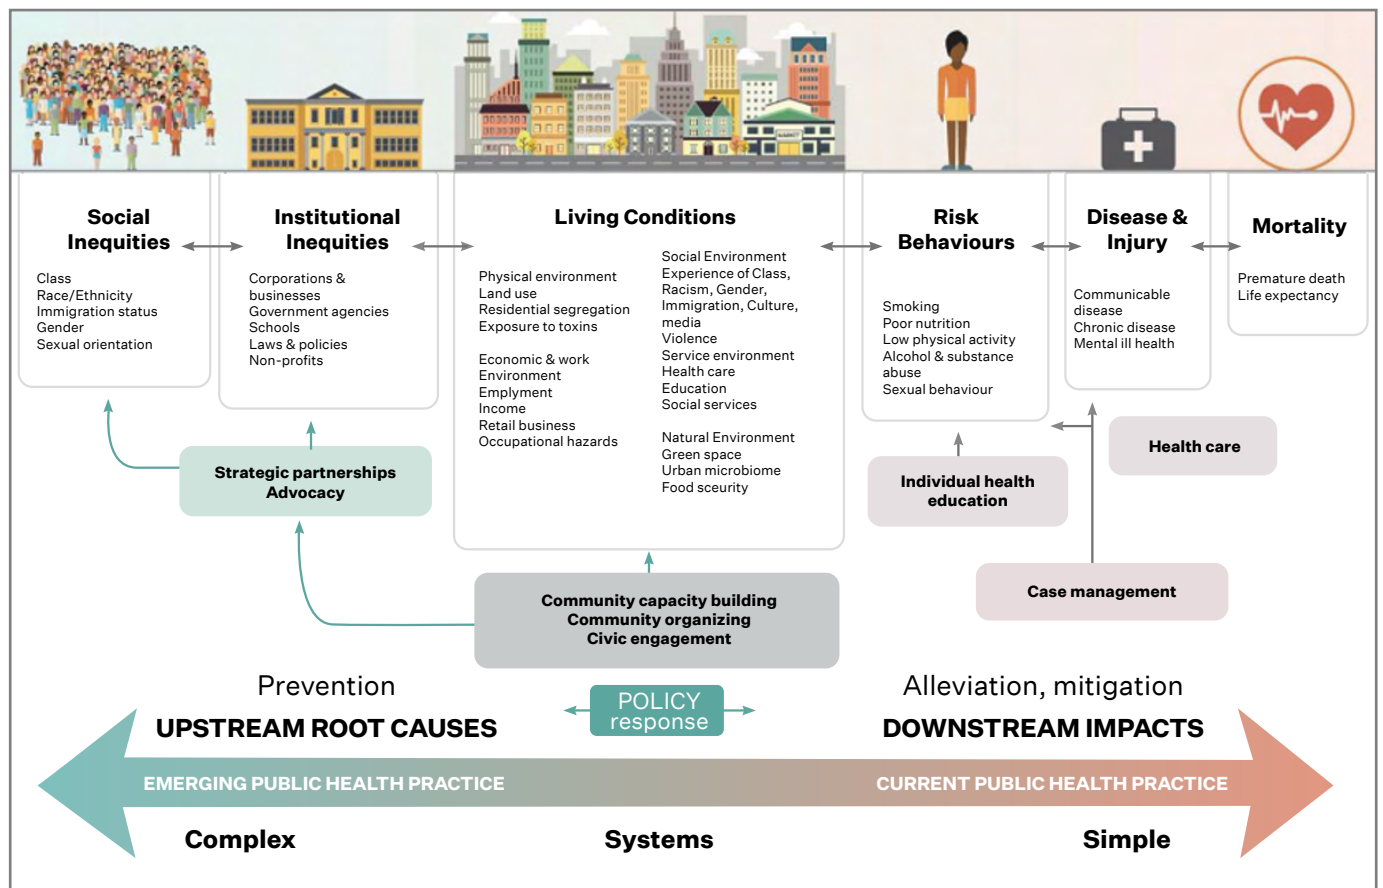 MARKET
Social
Inequities
Class
Race/Ethnicity
Immigration status
Gender
Sexual orientation
Institutional
Inequities
Corporations &
businesses
Government agencies
Schools
Laws & policies
Non-profits
Living Conditions
Physical environment
Land use
Residential segregation
Exposure to toxins
Economic & work
Environment
Emplyment
Income
Retail business
Occupational hazards
Social Environment
Experience of Class,
Racism, Gender,
Immigration, Culture,
media
Violence
Service environment
Health care
Education
Social services
Natural Environment
Green space
Urban microbiome
Food sceurity
Risk
Behaviours
Smoking
Poor nutrition
Low physical activity
Alcohol & substance
abuse
Sexual behaviour
Disease &
Injury
Communicable
disease
Chronic disease
Mental ill health
Mortality
Premature death
Life expectancy
Strategic partnerships
Advocacy
Individual health
education
Health care
Case management
Community capacity building
Community organizing
Civic engagement
Prevention
UPSTREAM ROOT CAUSES
POLICY
response
Alleviation, mitigation
DOWNSTREAM IMPACTS
EMERGING PUBLIC HEALTH PRACTICE
CURRENT PUBLIC HEALTH PRACTICE
Complex
Systems
Simple